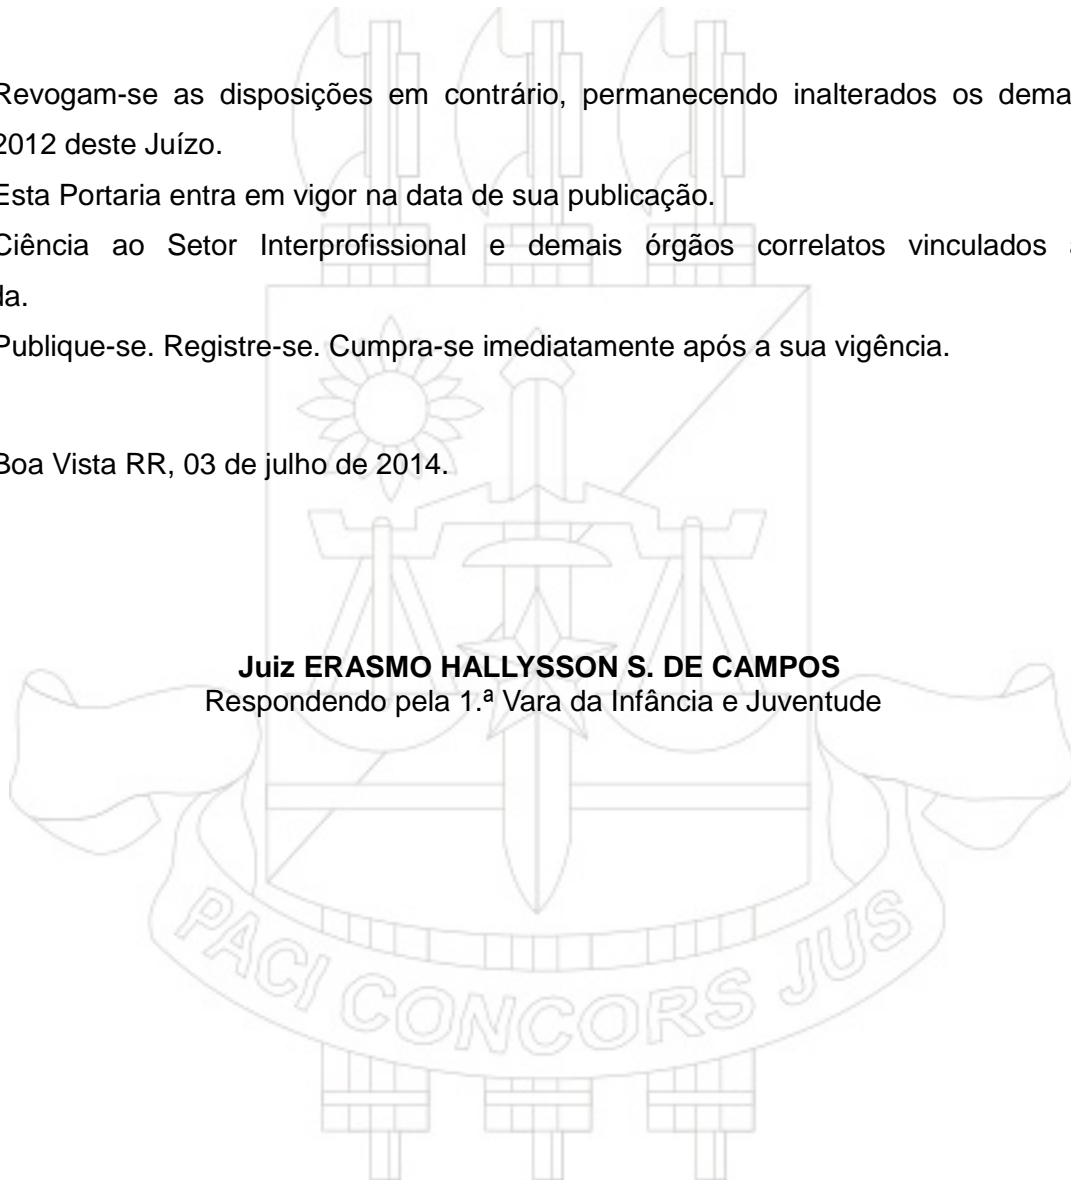 Revogam-se as disposições em contrário, permanecendo inalterados os dema
2012 deste Juízo.
Esta Portaria entra em vigor na data de sua publicação.
Ciência ao Setor Interprofissional e demais órgãos correlatos vinculados a
da.
Publique-se. Registre-se. Cumpra-se imediatamente após a sua vigência.
Boa Vista RR, 03 de julho de 2014.
Juiz ERASMO HALLYSSON S. DE CAMPOS
Respondendo pela 1.ª Vara da Infância e Juventude
PACI CONCORS JUS